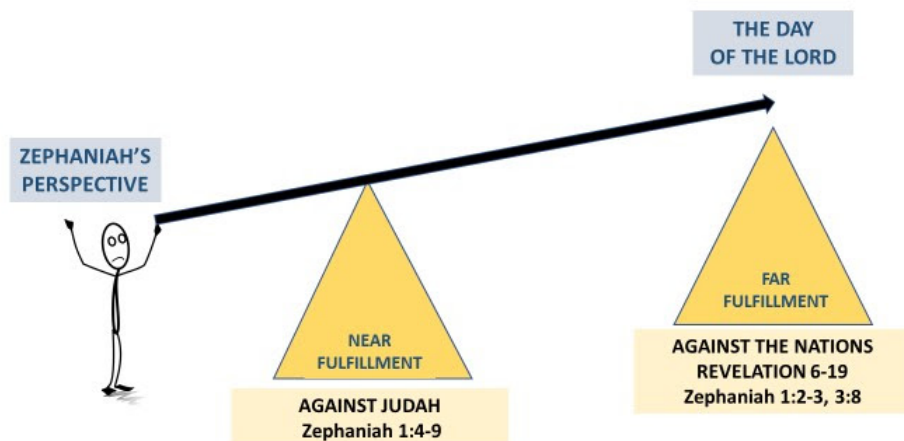 THE DAY
OF THE LORD
ZEPHANIAH'S
PERSPECTIVE
NEAR
FULFILLMENT
AGAINST JUDAH
Zephaniah 1:4-9
FAR
FULFILLMENT
AGAINST THE NATIONS
REVELATION 6-19
Zephaniah 1:2-3, 3:8